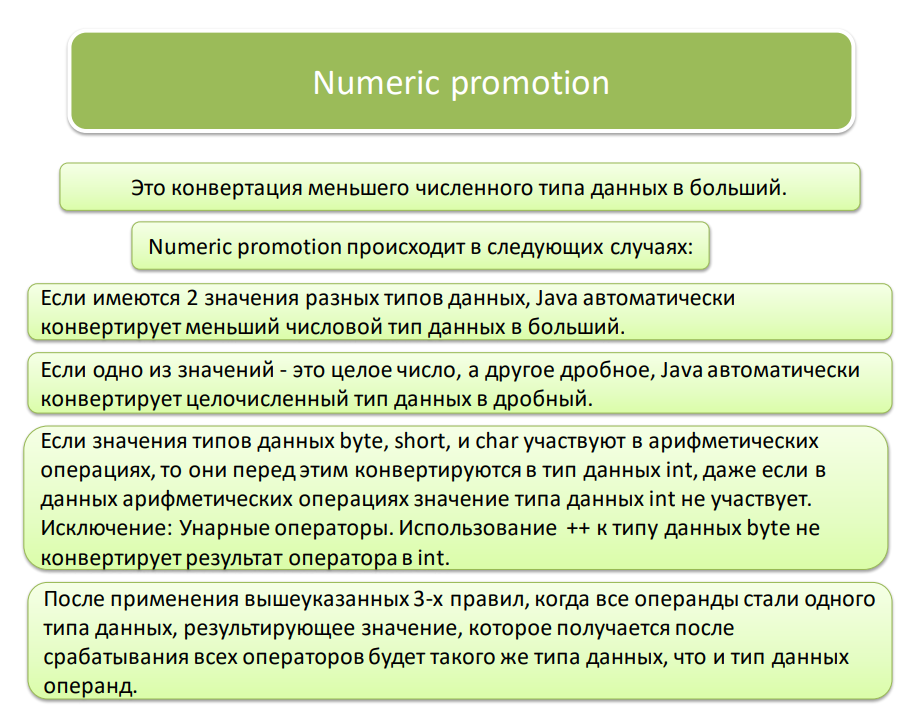 Numeric promotion
Это конвертация меньшего численного типа данных в больший.
Numeric promotion происходит в следующих случаях:
Если имеются 2 значения разных типов данных, Java автоматически
конвертирует меньший числовой тип данных в больший.
Если одно из значений - это целое число, а другое дробное, Java автоматически
конвертирует целочисленный тип данных в дробный.
Если значения типов данных byte, short, и char участвуют в арифметических
операциях, то они перед этим конвертируются в тип данных int, даже если в
данных арифметических операциях значение типа данных int не участвует.
Исключение: Унарные операторы. Использование ++ к типу данных byte не
конвертирует результат оператора в int.
После применения вышеуказанных 3-х правил, когда все операнды стали одного
типа данных, результирующее значение, которое получается после
срабатывания всех операторов будет такого же типа данных, что и тип данных
операнд.